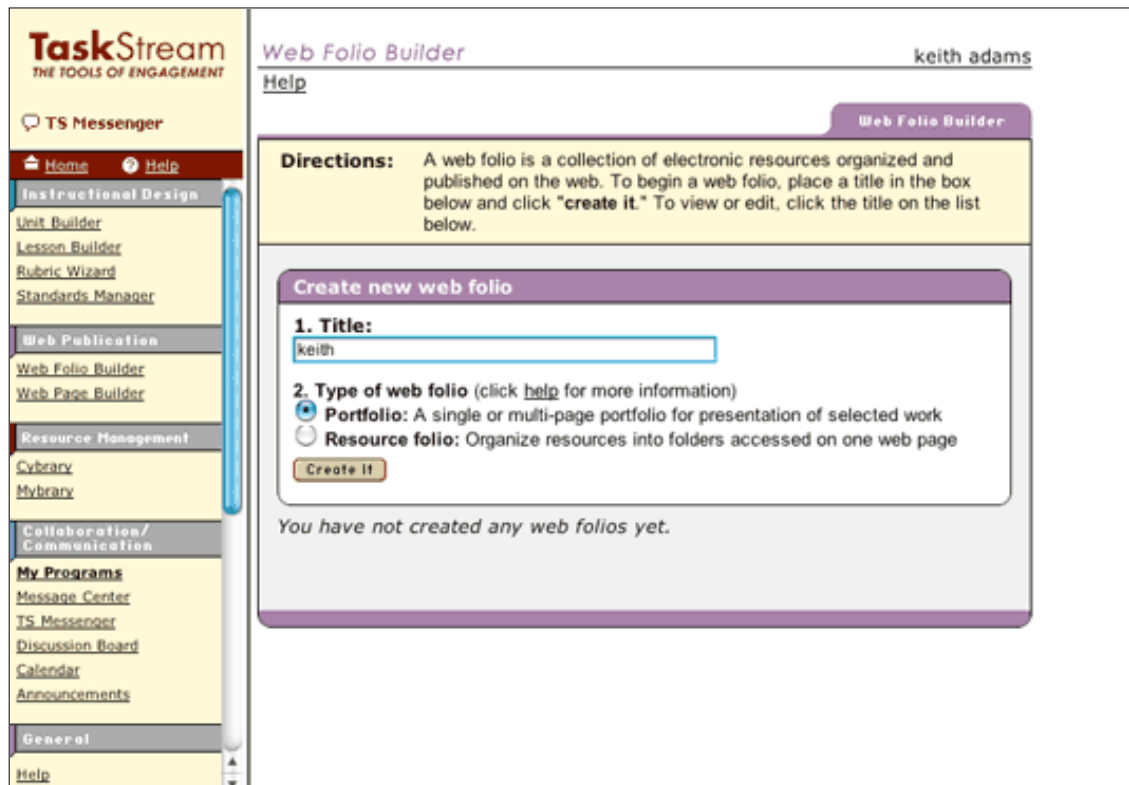 TaskStream
THE TOOLS OF ENGAGEMENT
TS Messenger
Home Help
Instructional Design
Unit Builder
Lesson Builder
Rubric Wizard
Standards Manager
Web Publication
Web Folio Builder
Web Page Builder
Resource Management
Cybrary
Mybrary
Collaboration/
Communication
My Programs
Message Center
TS Messenger
Discussion Board
Calendar
Announcements
General
Help
Web Folio Builder
keith adams
Help
Web Folio Builder
Directions: A web folio is a collection of electronic resources organized and
published on the web. To begin a web folio, place a title in the box
below and click "create it." To view or edit, click the title on the list
below.
Create new web folio
1. Title:
keith
2. Type of web folio (click help for more information)
Portfolio: A single or multi-page portfolio for presentation of selected work
Resource folio: Organize resources into folders accessed on one web page
Create It
You have not created any web folios yet.